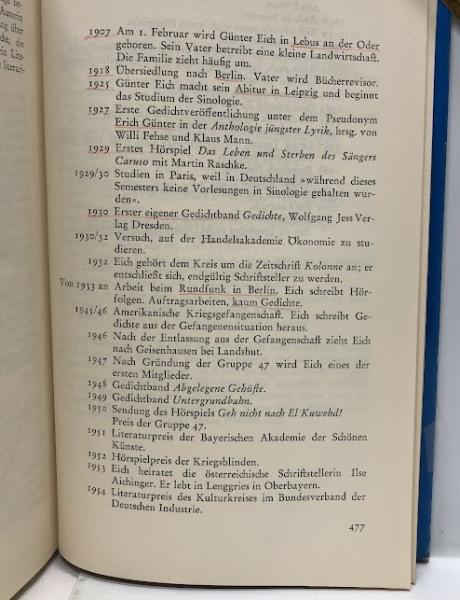 1907 Am 1. Februar wird Günter Eich in Lebus an der Oder
geboren. Sein Vater betreibt eine kleine Landwirtschaft.
Die Familie zieht häufig um.
1918 Übersiedlung nach Berlin. Vater wird Bücherrevisor.
1925 Günter Eich macht sein Abitur in Leipzig und beginnt
das Studium der Sinologie.
1927 Erste Gedichtveröffentlichung unter dem Pseudonym
Erich Günter in der Anthologie jüngster Lyrik, hrsg. von
Willi Fehse und Klaus Mann.
1929 Erstes Hörspiel Das Leben und Sterben des Sängers
Caruso mit Martin Raschke.
1929/30 Studien in Paris, weil in Deutschland »während dieses
Semesters keine Vorlesungen in Sinologie gehalten wur-
den«.
1930 Erster eigener Gedichtband Gedichte, Wolfgang Jess Ver-
lag Dresden.
1930/32 Versuch, auf der Handelsakademie Ökonomie zu stu-
dieren.
1932 Eich gehört dem Kreis um die Zeitschrift Kolonne an; er
entschließt sich, endgültig Schriftsteller zu werden.
Von 1933 an Arbeit beim Rundfunk in Berlin. Eich schreibt Hör-
folgen. Auftragsarbeiten, kaum Gedichte.
1945/46 Amerikanische Kriegsgefangenschaft. Eich schreibt Ge-
dichte aus der Gefangenensituation heraus.
1946 Nach der Entlassung aus der Gefangenschaft zieht Eich
nach Geisenhausen bei Landshut.
1947 Nach Gründung der Gruppe 47 wird Eich eines der
ersten Mitglieder.
1948 Gedichtband Abgelegene Gehöfte.
1949 Gedichtband Untergrundbahn.
1950 Sendung des Hörspiels Geh nicht nach El Kuwehd!
Preis der Gruppe 47.
1951 Literaturpreis der Bayerischen Akademie der Schönen
Künste.
1952 Hörspielpreis der Kriegsblinden.
1953 Eich heiratet die österreichische Schriftstellerin Ilse
Aichinger. Er lebt in Lenggries in Oberbayern.
1954 Literaturpreis des Kulturkreises im Bundesverband der
Deutschen Industrie.
477